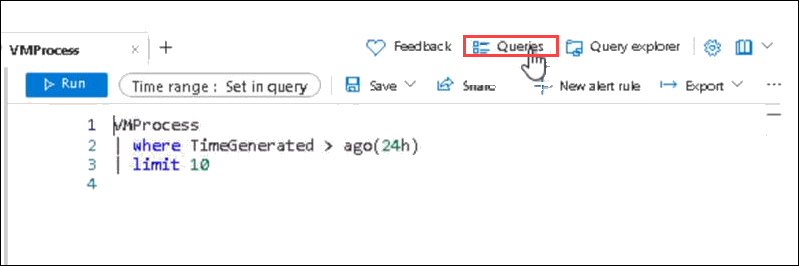 VMProcess
Feedback
Queries
Query explorer
Run
Time range : Set in query
Save
Share
New alert rule
Export
1 VMProcess
2 | where TimeGenerated > ago(24h)
3 | limit 10
4